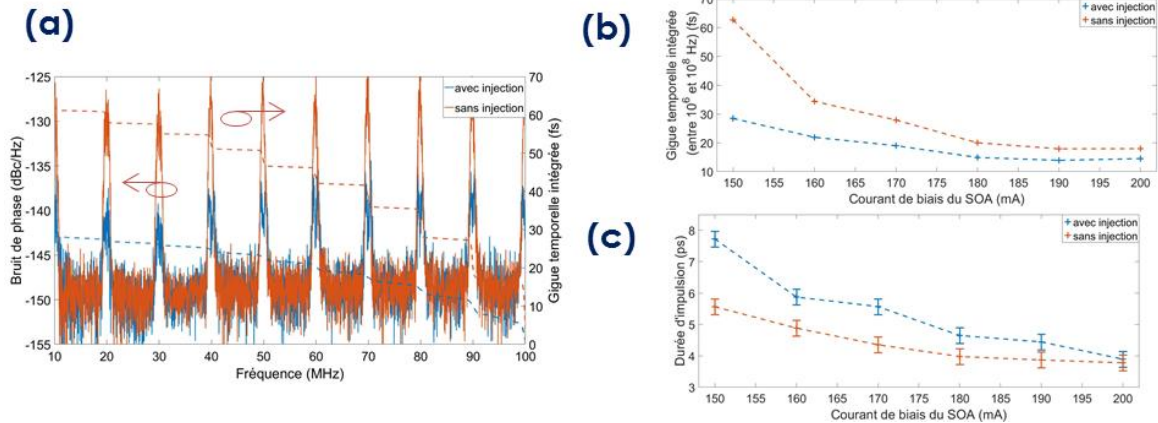 (a)
-125
-130
-135
-140
-145
-150
-155
Bruit de phase (dBc/Hz)
10 20 30 40 50 60 70 80 90 100
Fréquence (MHz)
avec injection
sans injection
70
60
50
40
30
20
10
0
Gigue temporelle intégrée (fs)
(b)
Gigue temporelle intégrée
(entre 10⁶ et 10⁸ Hz) (fs)
70
60
50
40
30
20
10
avec injection
sans injection
150 155 160 165 170 175 180 185 190 195 200
Courant de biais du SOA (mA)
(c)
Durée d'impulsion (ps)
8
7
6
5
4
3
avec injection
sans injection
150 155 160 165 170 175 180 185 190 195 200
Courant de biais du SOA (mA)